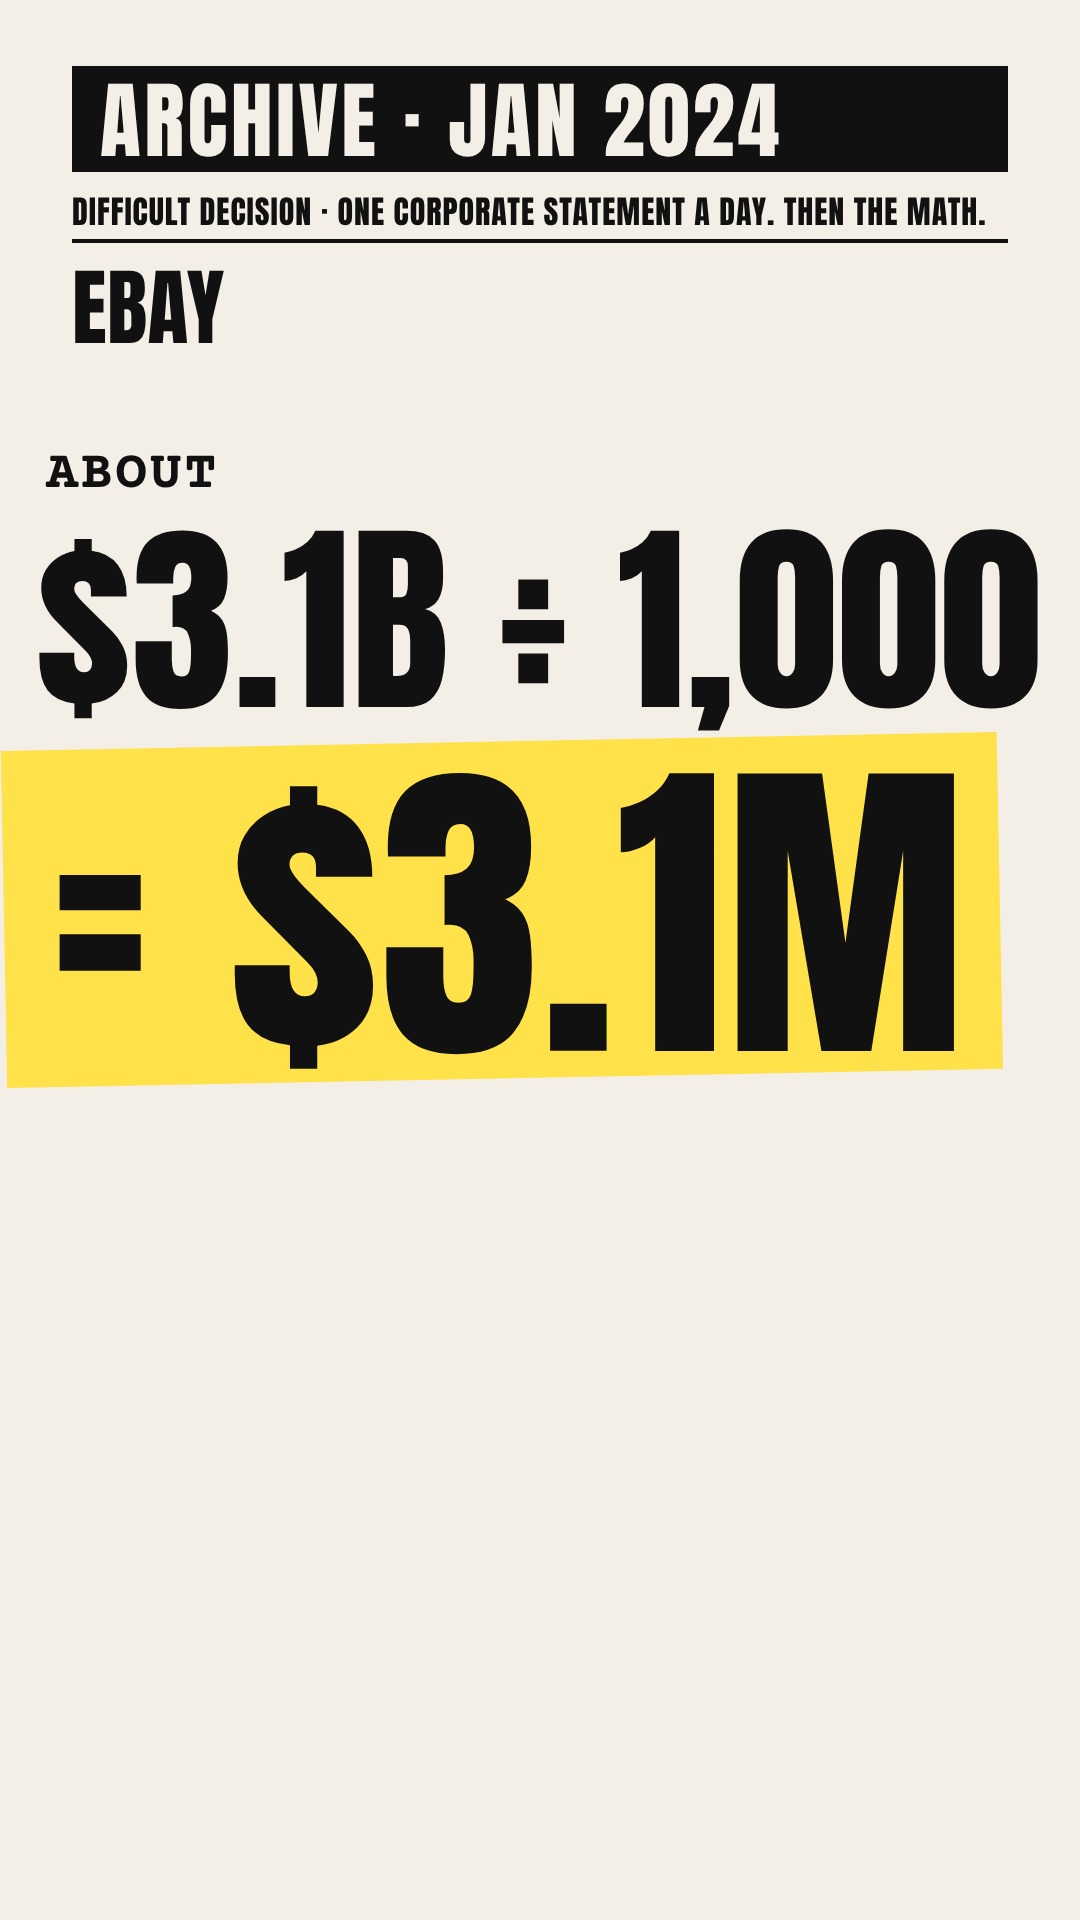 ARCHIVE · JAN 2024
DIFFICULT DECISION · ONE CORPORATE STATEMENT A DAY. THEN THE MATH.
EBAY
ABOUT
$3.1B ÷ 1,000
= $3.1M